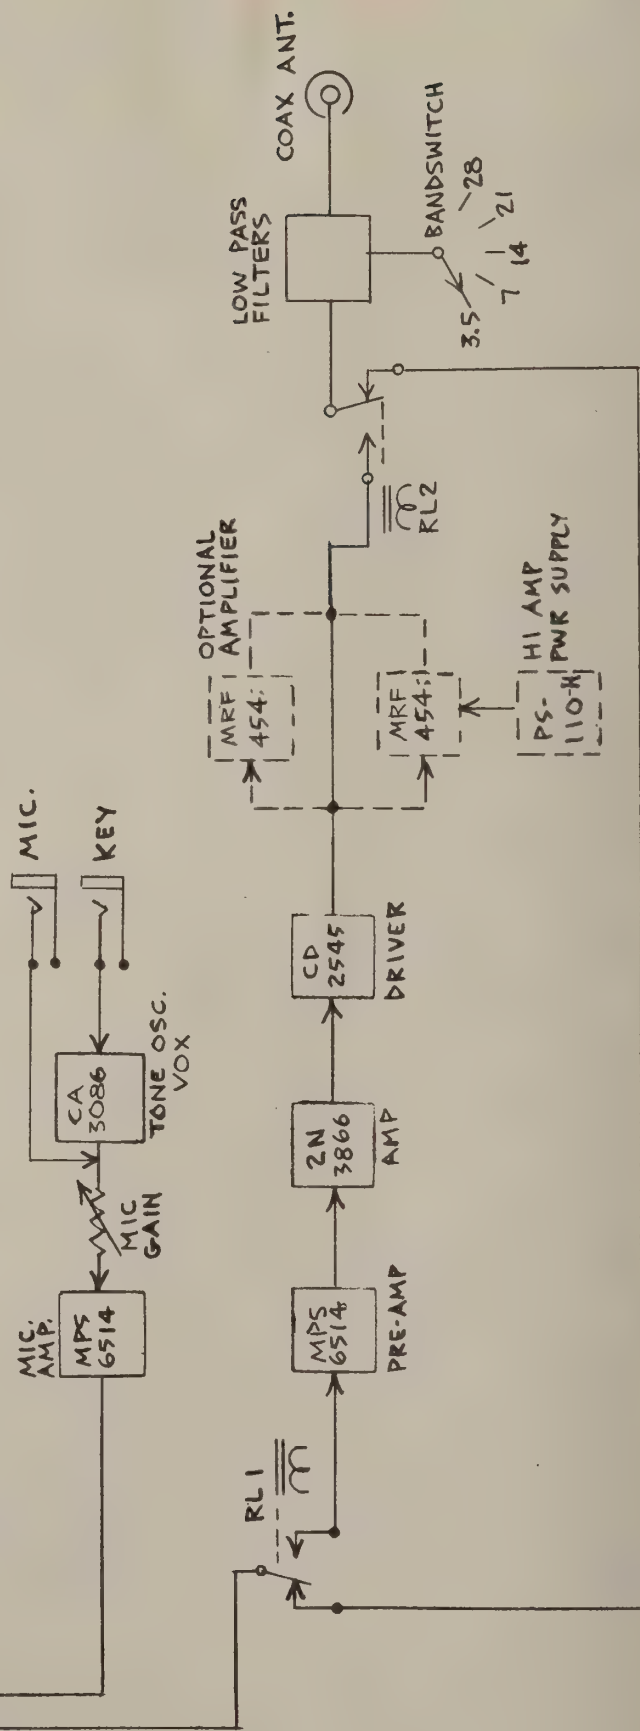 MIC.
AMP.
MPS
6514
MIC
GAIN
CA
3086
TONE OSC.
VOX
MIC.
KEY
RL1
MPS
6514
PRE-AMP
2N
3866
AMP
CD
2545
DRIVER
OPTIONAL
AMPLIFIER
MRF
454
MRF
454
PS-
110-H
HI AMP
PWR SUPPLY
RL2
LOW PASS
FILTERS
COAX ANT.
BANDSWITCH
3.5
7
14
21
28